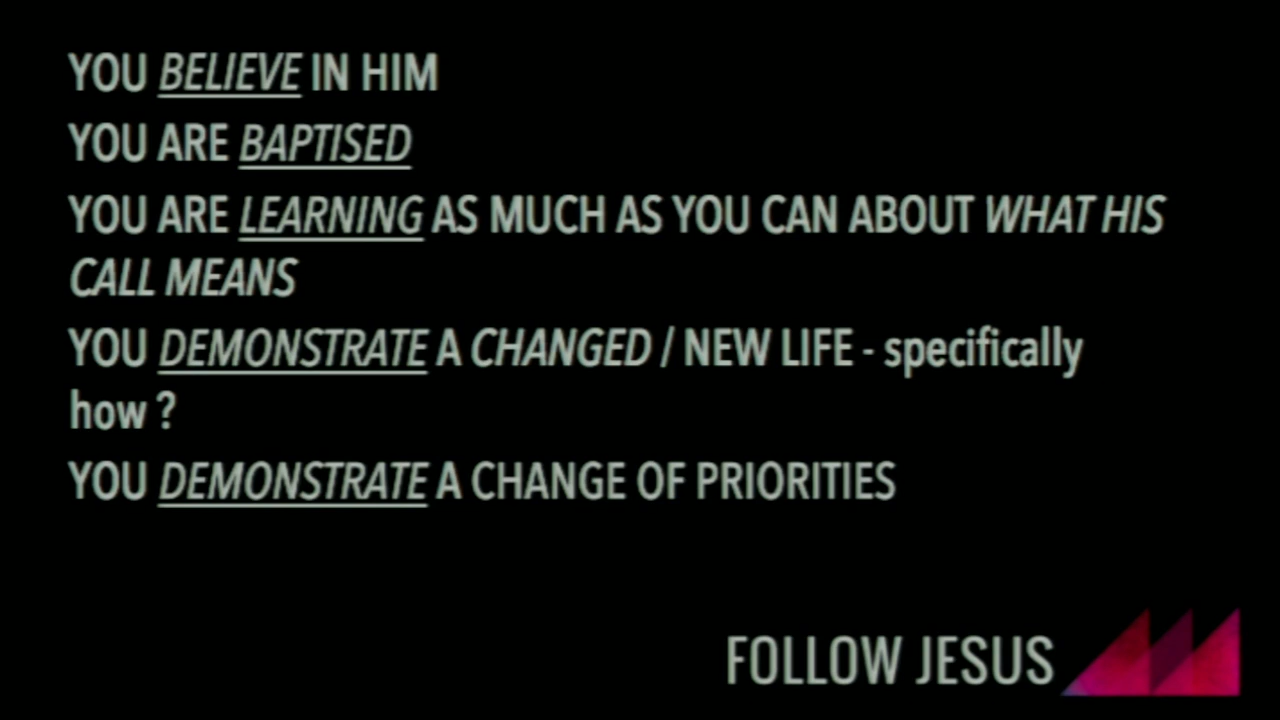 YOU BELIEVE IN HIM
YOU ARE BAPTISED
YOU ARE LEARNING AS MUCH AS YOU CAN ABOUT WHAT HIS
CALL MEANS
YOU DEMONSTRATE A CHANGED / NEW LIFE - specifically
how ?
YOU DEMONSTRATE A CHANGE OF PRIORITIES
FOLLOW JESUS